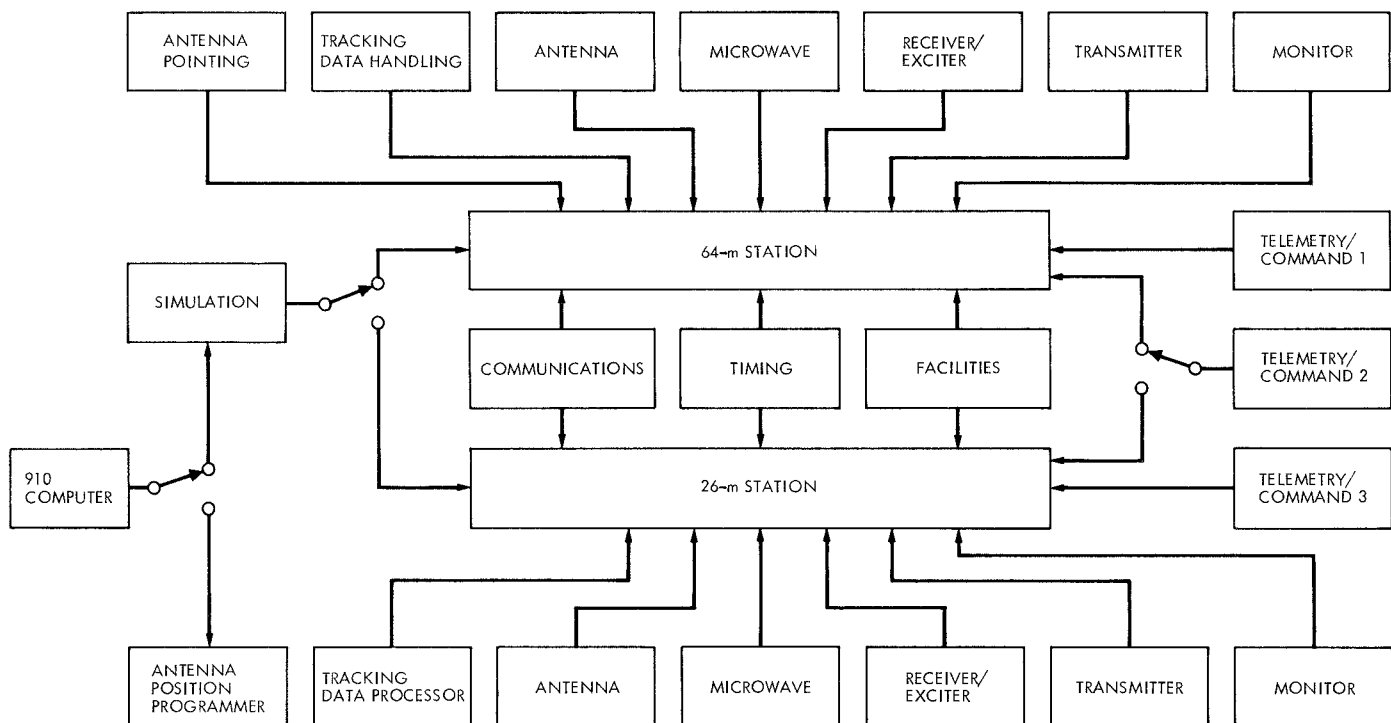 ANTENNA
POINTING
TRACKING
DATA HANDLING
ANTENNA
MICROWAVE
RECEIVER/
EXCITER
TRANSMITTER
MONITOR
64-m STATION
TELEMETRY/
COMMAND 1
SIMULATION
COMMUNICATIONS
TIMING
FACILITIES
TELEMETRY/
COMMAND 2
910
COMPUTER
26-m STATION
TELEMETRY/
COMMAND 3
ANTENNA
POSITION
PROGRAMMER
TRACKING
DATA PROCESSOR
ANTENNA
MICROWAVE
RECEIVER/
EXCITER
TRANSMITTER
MONITOR